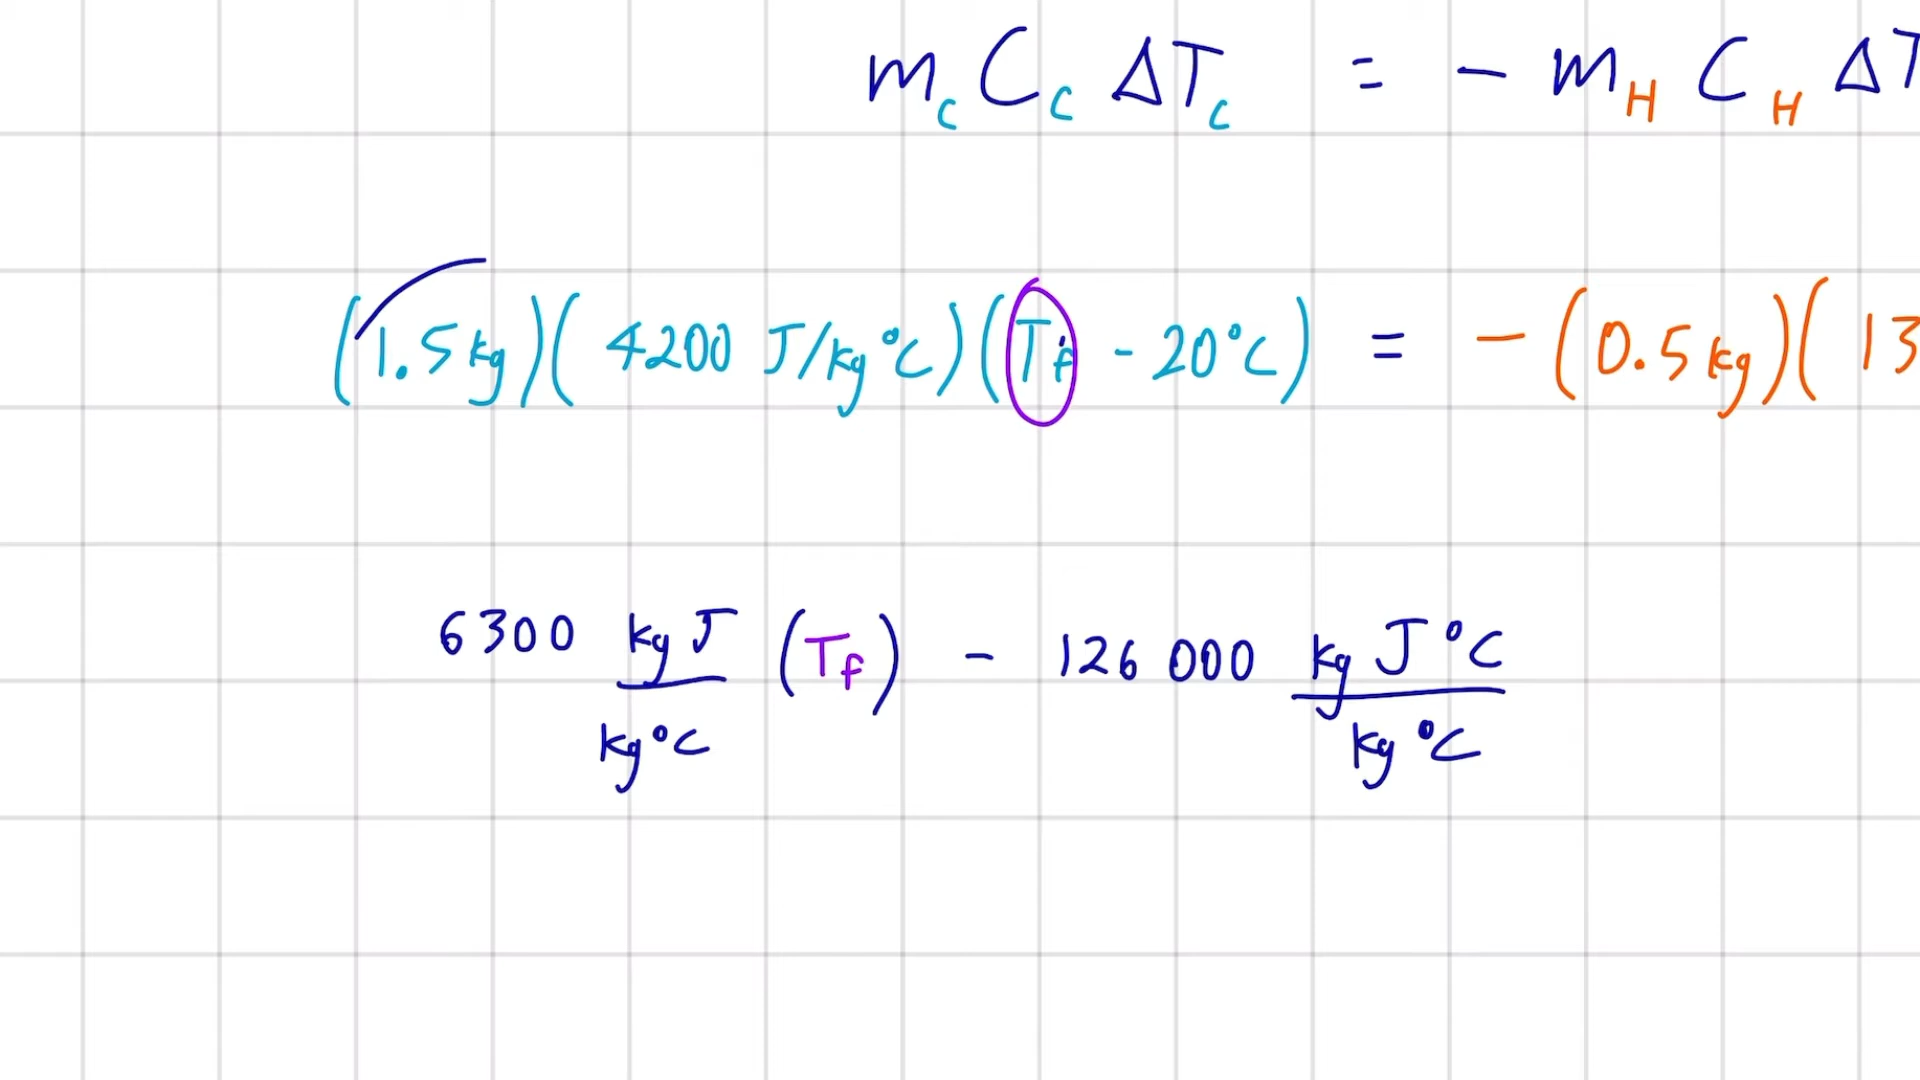 m_c C_c ΔT_c = - m_H C_H ΔT
(1.5 kg)(4200 J/kg°C)(T_f - 20°C) = -(0.5 kg)(13
6300 kg J / kg°C (T_f) - 126 000 kg J °C / kg °C